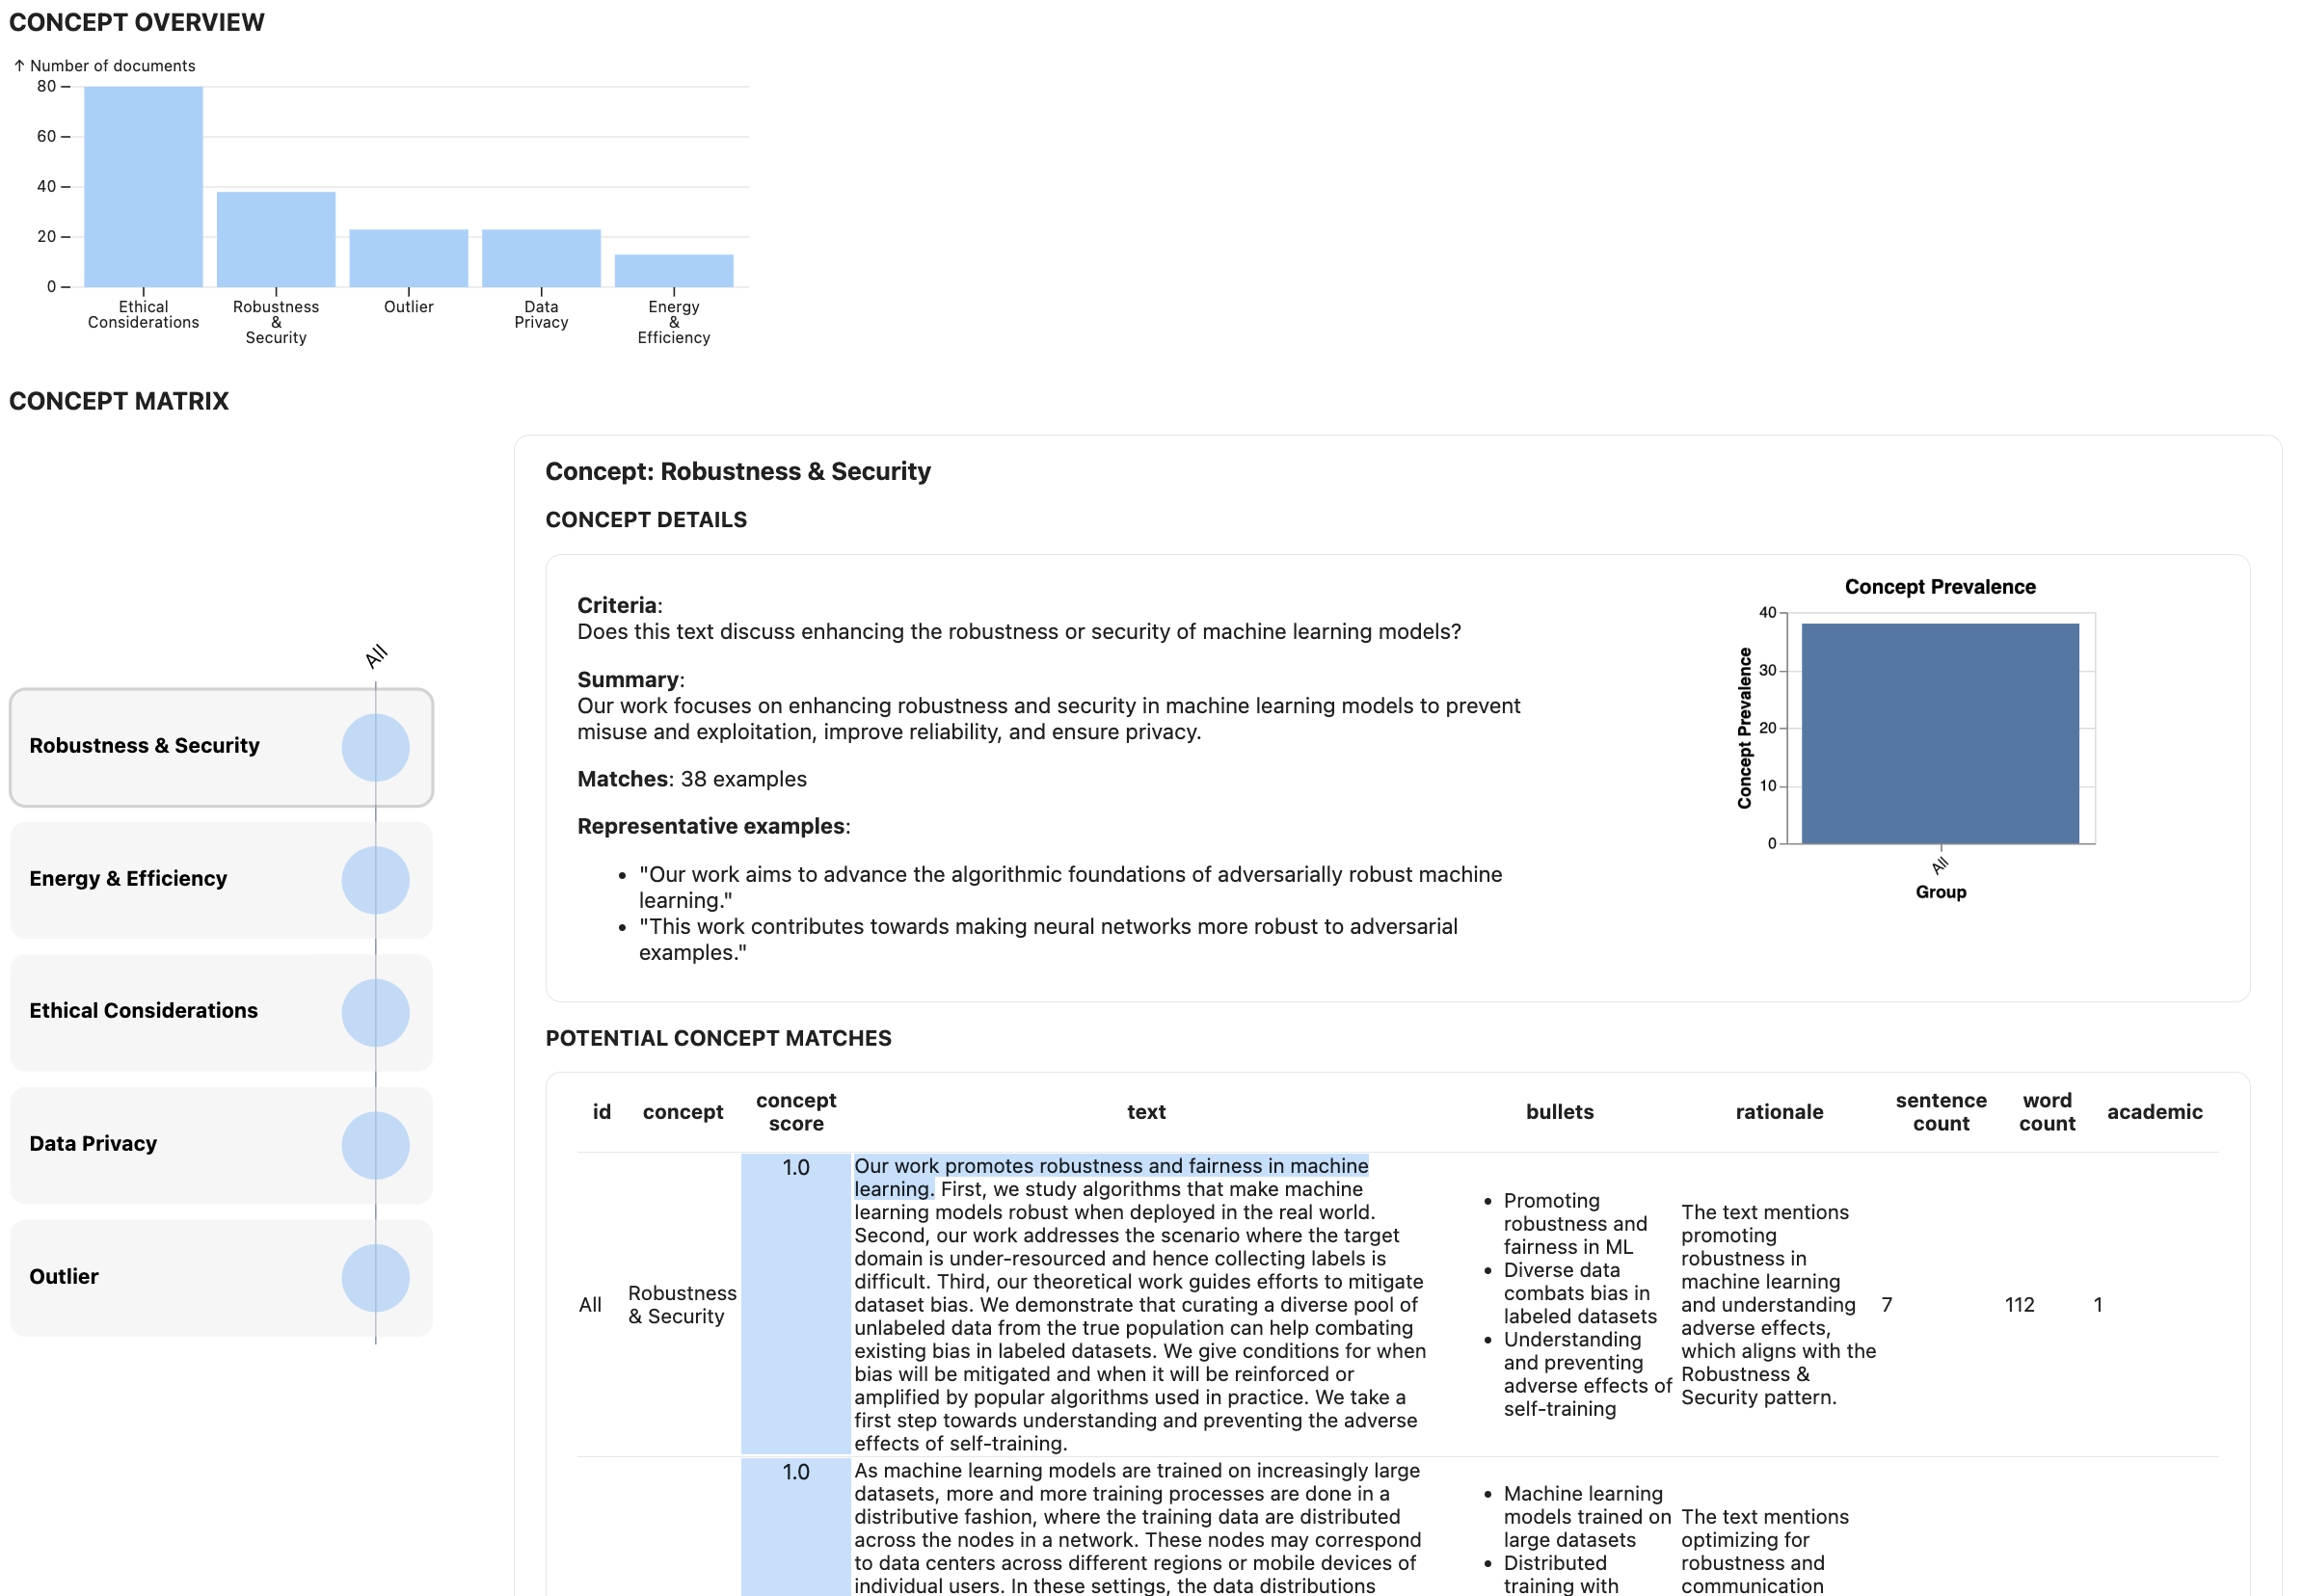 CONCEPT OVERVIEW
↑ Number of documents
80
60
40
20
0
Ethical
Considerations
Robustness
&
Security
Outlier
Data
Privacy
Energy
&
Efficiency
CONCEPT MATRIX
All
Robustness & Security
Energy & Efficiency
Ethical Considerations
Data Privacy
Outlier
Concept: Robustness & Security
CONCEPT DETAILS
Criteria:
Does this text discuss enhancing the robustness or security of machine learning models?
Summary:
Our work focuses on enhancing robustness and security in machine learning models to prevent
misuse and exploitation, improve reliability, and ensure privacy.
Matches: 38 examples
Representative examples:
• "Our work aims to advance the algorithmic foundations of adversarially robust machine
learning."
• "This work contributes towards making neural networks more robust to adversarial
examples."
Concept Prevalence
Concept Prevalence
40
30
20
10
0
All
Group
POTENTIAL CONCEPT MATCHES
id
concept
concept
score
text
bullets
rationale
sentence
count
word
count
academic
All
Robustness
& Security
1.0
Our work promotes robustness and fairness in machine
learning. First, we study algorithms that make machine
learning models robust when deployed in the real world.
Second, our work addresses the scenario where the target
domain is under-resourced and hence collecting labels is
difficult. Third, our theoretical work guides efforts to mitigate
dataset bias. We demonstrate that curating a diverse pool of
unlabeled data from the true population can help combating
existing bias in labeled datasets. We give conditions for when
bias will be mitigated and when it will be reinforced or
amplified by popular algorithms used in practice. We take a
first step towards understanding and preventing the adverse
effects of self-training.
• Promoting
robustness and
fairness in ML
• Diverse data
combats bias in
labeled datasets
• Understanding
and preventing
adverse effects of
self-training
The text mentions
promoting
robustness in
machine learning
and understanding
adverse effects,
which aligns with the
Robustness &
Security pattern.
7
112
1
1.0
As machine learning models are trained on increasingly large
datasets, more and more training processes are done in a
distributive fashion, where the training data are distributed
across the nodes in a network. These nodes may correspond
to data centers across different regions or mobile devices of
individual users. In these settings, the data distributions
• Machine learning
models trained on
large datasets
• Distributed
training with
The text mentions
optimizing for
robustness and
communication